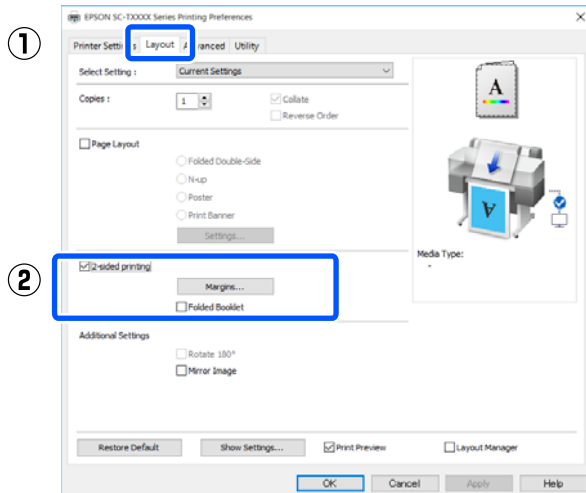 EPSON SC-TXXXX Series Printing Preferences
①
Layout
Advanced
Utility
Select Setting :
Current Settings
Copies :
1
Collate
Reverse Order
A
Page Layout
Folded Double-Side
N-up
Poster
Print Banner
Settings...
A
Media Type:
-
②
2-sided printing
Margins...
Folded Booklet
Additional Settings
Rotate 180°
Mirror Image
Restore Default
Show Settings...
Print Preview
Layout Manager
OK
Cancel
Apply
Help